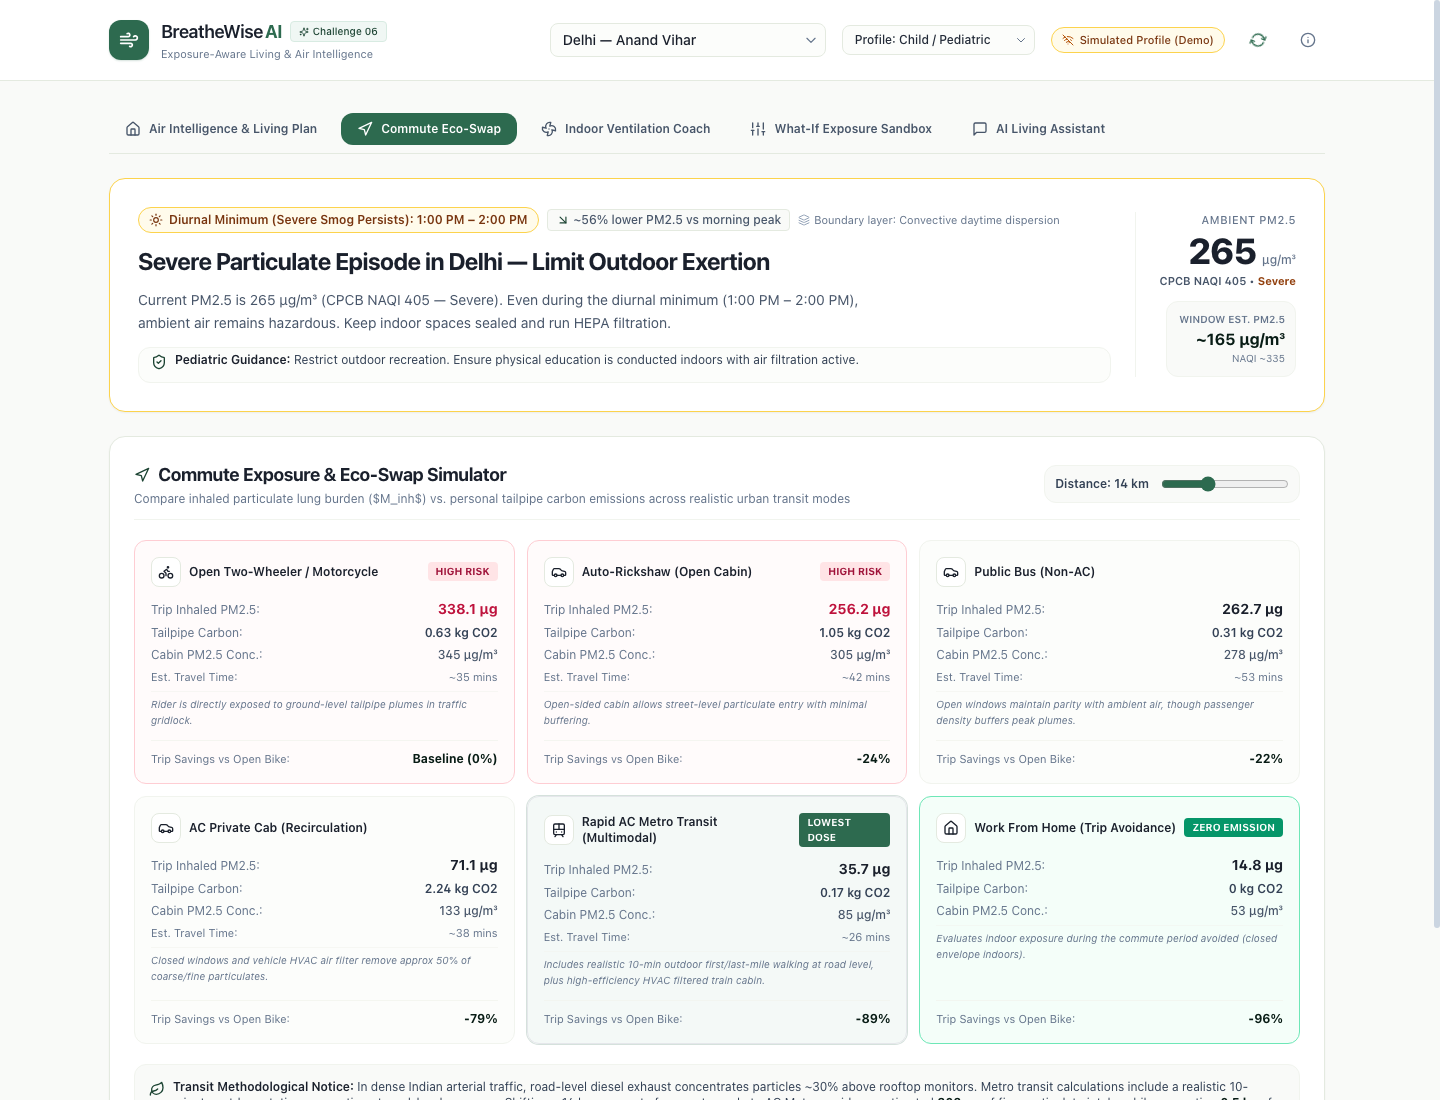 BreatheWise AI
Challenge 06
Exposure-Aware Living & Air Intelligence
Delhi — Anand Vihar
Profile: Child / Pediatric
Simulated Profile (Demo)
Air Intelligence & Living Plan
Commute Eco-Swap
Indoor Ventilation Coach
What-If Exposure Sandbox
AI Living Assistant
Diurnal Minimum (Severe Smog Persists): 1:00 PM – 2:00 PM
~56% lower PM2.5 vs morning peak
Boundary layer: Convective daytime dispersion
Severe Particulate Episode in Delhi — Limit Outdoor Exertion
Current PM2.5 is 265 µg/m³ (CPCB NAQI 405 — Severe). Even during the diurnal minimum (1:00 PM – 2:00 PM),
ambient air remains hazardous. Keep indoor spaces sealed and run HEPA filtration.
Pediatric Guidance: Restrict outdoor recreation. Ensure physical education is conducted indoors with air filtration active.
AMBIENT PM2.5
265 µg/m³
CPCB NAQI 405 • Severe
WINDOW EST. PM2.5
~165 µg/m³
NAQI ~335
Commute Exposure & Eco-Swap Simulator
Compare inhaled particulate lung burden ($M_inh$) vs. personal tailpipe carbon emissions across realistic urban transit modes
Distance: 14 km
Open Two-Wheeler / Motorcycle
HIGH RISK
Trip Inhaled PM2.5: 338.1 µg
Tailpipe Carbon: 0.63 kg CO2
Cabin PM2.5 Conc.: 345 µg/m³
Est. Travel Time: ~35 mins
Rider is directly exposed to ground-level tailpipe plumes in traffic
gridlock.
Trip Savings vs Open Bike: Baseline (0%)
Auto-Rickshaw (Open Cabin)
HIGH RISK
Trip Inhaled PM2.5: 256.2 µg
Tailpipe Carbon: 1.05 kg CO2
Cabin PM2.5 Conc.: 305 µg/m³
Est. Travel Time: ~42 mins
Open-sided cabin allows street-level particulate entry with minimal
buffering.
Trip Savings vs Open Bike: -24%
Public Bus (Non-AC)
Trip Inhaled PM2.5: 262.7 µg
Tailpipe Carbon: 0.31 kg CO2
Cabin PM2.5 Conc.: 278 µg/m³
Est. Travel Time: ~53 mins
Open windows maintain parity with ambient air, though passenger
density buffers peak plumes.
Trip Savings vs Open Bike: -22%
AC Private Cab (Recirculation)
Trip Inhaled PM2.5: 71.1 µg
Tailpipe Carbon: 2.24 kg CO2
Cabin PM2.5 Conc.: 133 µg/m³
Est. Travel Time: ~38 mins
Closed windows and vehicle HVAC air filter remove approx 50% of
coarse/fine particulates.
Trip Savings vs Open Bike: -79%
Rapid AC Metro Transit
(Multimodal)
LOWEST
DOSE
Trip Inhaled PM2.5: 35.7 µg
Tailpipe Carbon: 0.17 kg CO2
Cabin PM2.5 Conc.: 85 µg/m³
Est. Travel Time: ~26 mins
Includes realistic 10-min outdoor first/last-mile walking at road level,
plus high-efficiency HVAC filtered train cabin.
Trip Savings vs Open Bike: -89%
Work From Home (Trip Avoidance)
ZERO EMISSION
Trip Inhaled PM2.5: 14.8 µg
Tailpipe Carbon: 0 kg CO2
Cabin PM2.5 Conc.: 53 µg/m³
Evaluates indoor exposure during the commute period avoided (closed
envelope indoors).
Trip Savings vs Open Bike: -96%
Transit Methodological Notice: In dense Indian arterial traffic, road-level diesel exhaust concentrates particles ~30% above rooftop monitors. Metro transit calculations include a realistic 10-